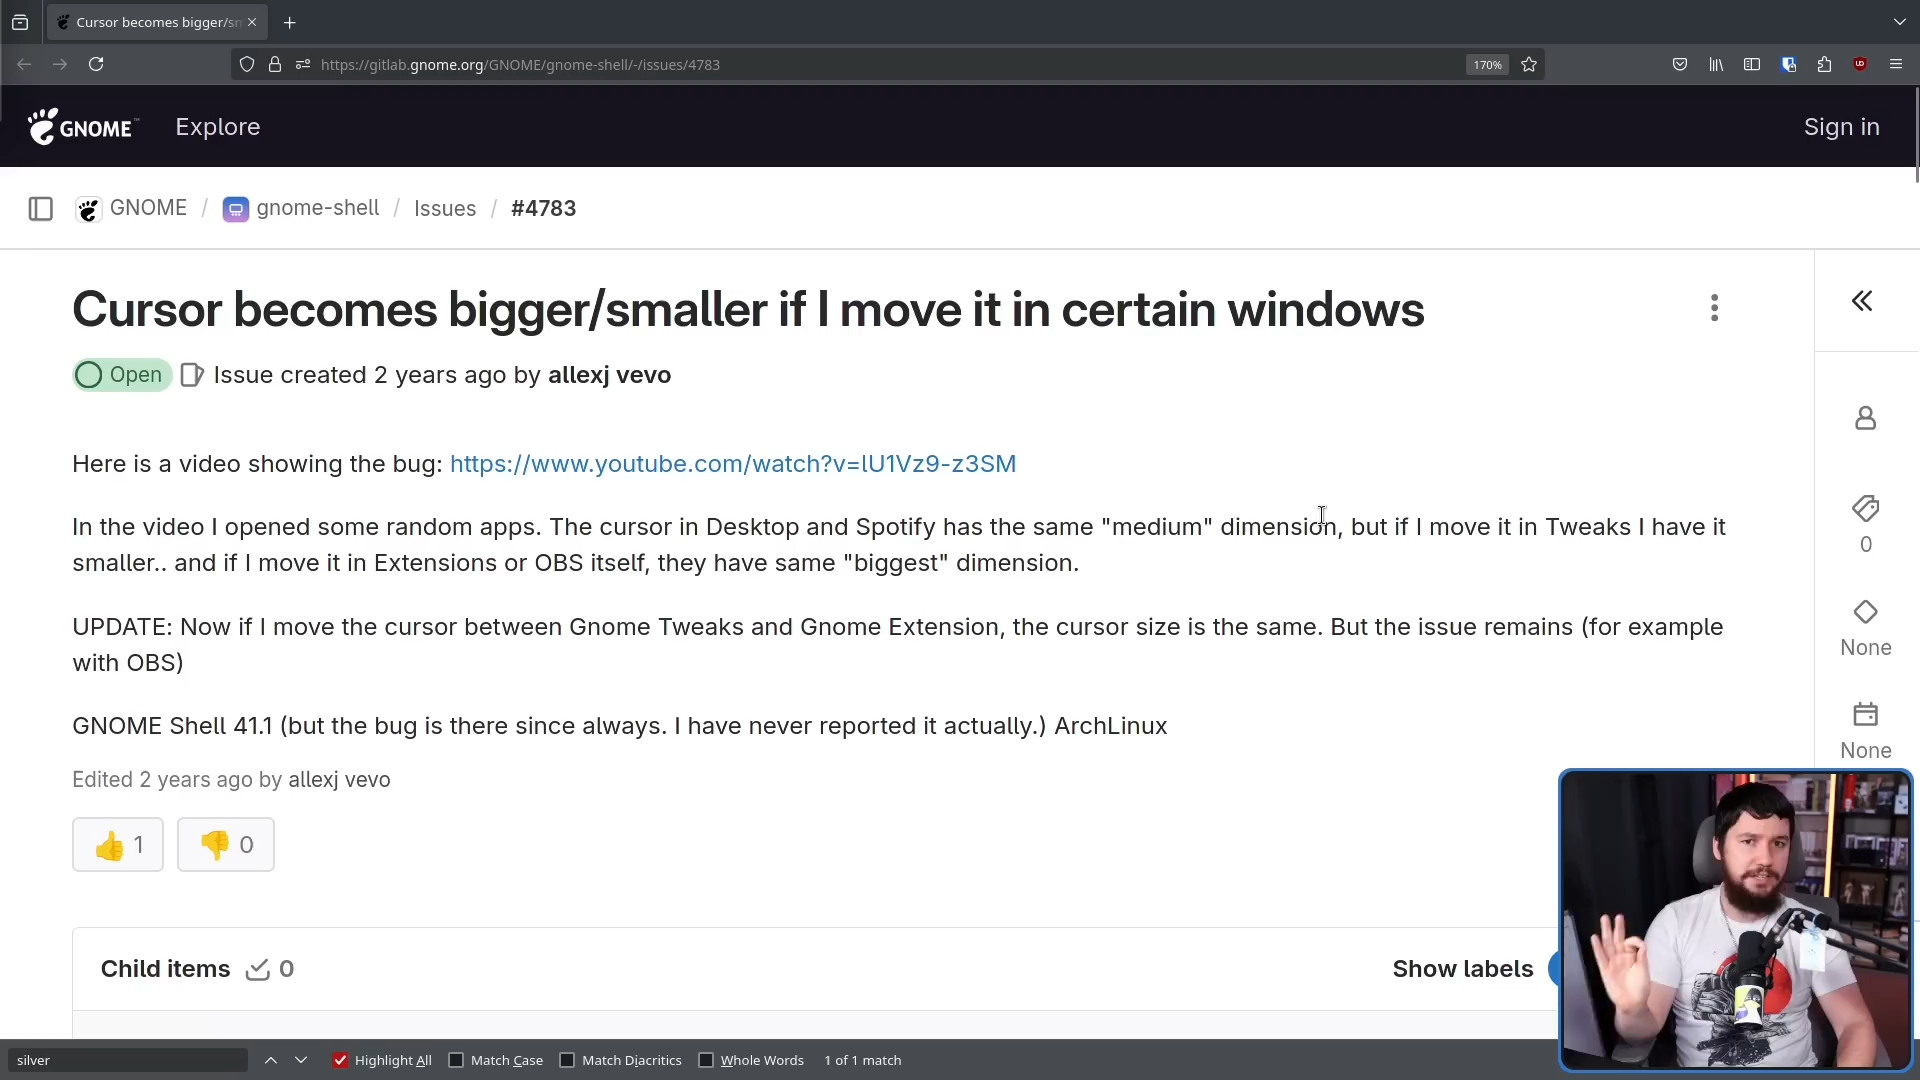 Cursor becomes bigger/sm
https://gitlab.gnome.org/GNOME/gnome-shell/-/issues/4783
170%
GNOME
Explore
Sign in
GNOME / gnome-shell / Issues / #4783
Cursor becomes bigger/smaller if I move it in certain windows
Open
Issue created 2 years ago by allexj vevo
Here is a video showing the bug: https://www.youtube.com/watch?v=lU1Vz9-z3SM
In the video I opened some random apps. The cursor in Desktop and Spotify has the same "medium" dimension, but if I move it in Tweaks I have it
smaller.. and if I move it in Extensions or OBS itself, they have same "biggest" dimension.
UPDATE: Now if I move the cursor between Gnome Tweaks and Gnome Extension, the cursor size is the same. But the issue remains (for example
with OBS)
GNOME Shell 41.1 (but the bug is there since always. I have never reported it actually.) ArchLinux
Edited 2 years ago by allexj vevo
👍 1
👎 0
0
None
None
Child items
0
Show labels
silver
Highlight All
Match Case
Match Diacritics
Whole Words
1 of 1 match